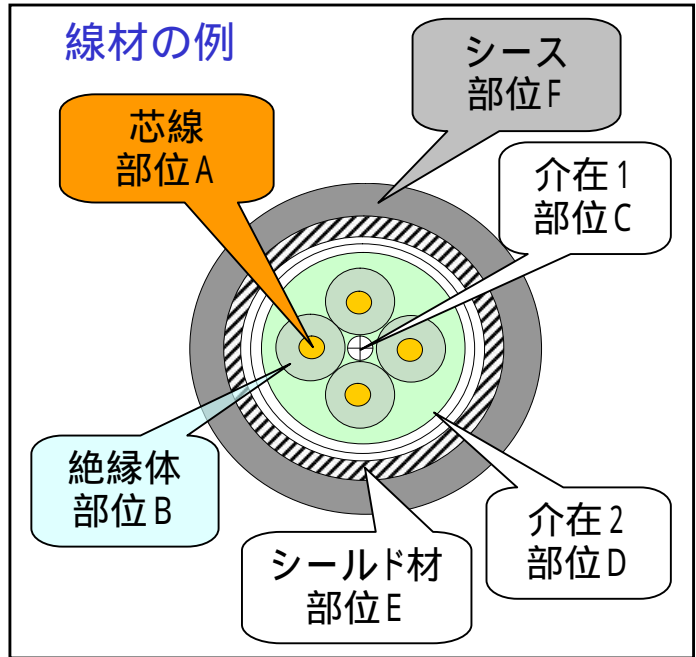 線材の例
シース
部位F
芯線
部位A
介在1
部位C
絶縁体
部位B
介在2
部位D
シールド材
部位E